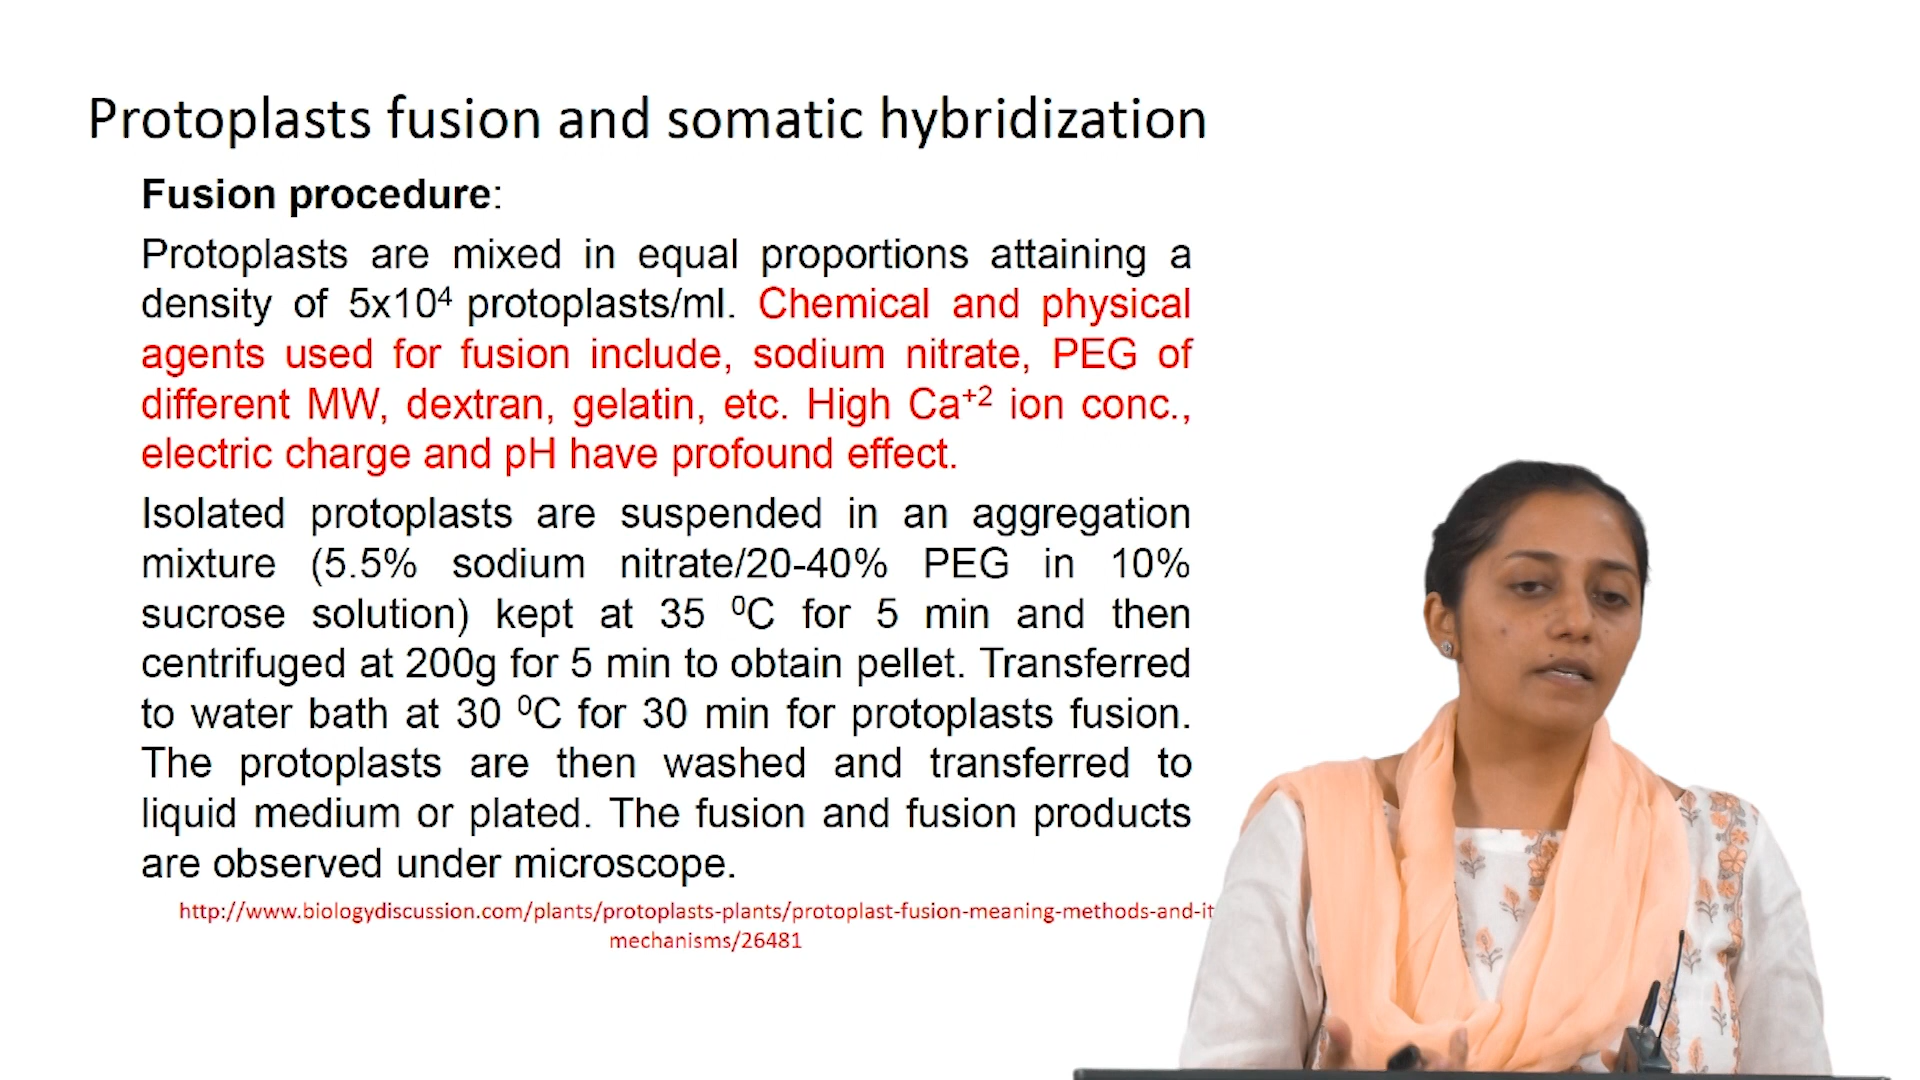 Protoplasts fusion and somatic hybridization
Fusion procedure:
Protoplasts are mixed in equal proportions attaining a
density of 5x10⁴ protoplasts/ml. Chemical and physical
agents used for fusion include, sodium nitrate, PEG of
different MW, dextran, gelatin, etc. High Ca⁺² ion conc.,
electric charge and pH have profound effect.
Isolated protoplasts are suspended in an aggregation
mixture (5.5% sodium nitrate/20-40% PEG in 10%
sucrose solution) kept at 35 ⁰C for 5 min and then
centrifuged at 200g for 5 min to obtain pellet. Transferred
to water bath at 30 ⁰C for 30 min for protoplasts fusion.
The protoplasts are then washed and transferred to
liquid medium or plated. The fusion and fusion products
are observed under microscope.
http://www.biologydiscussion.com/plants/protoplasts-plants/protoplast-fusion-meaning-methods-and-it
mechanisms/26481